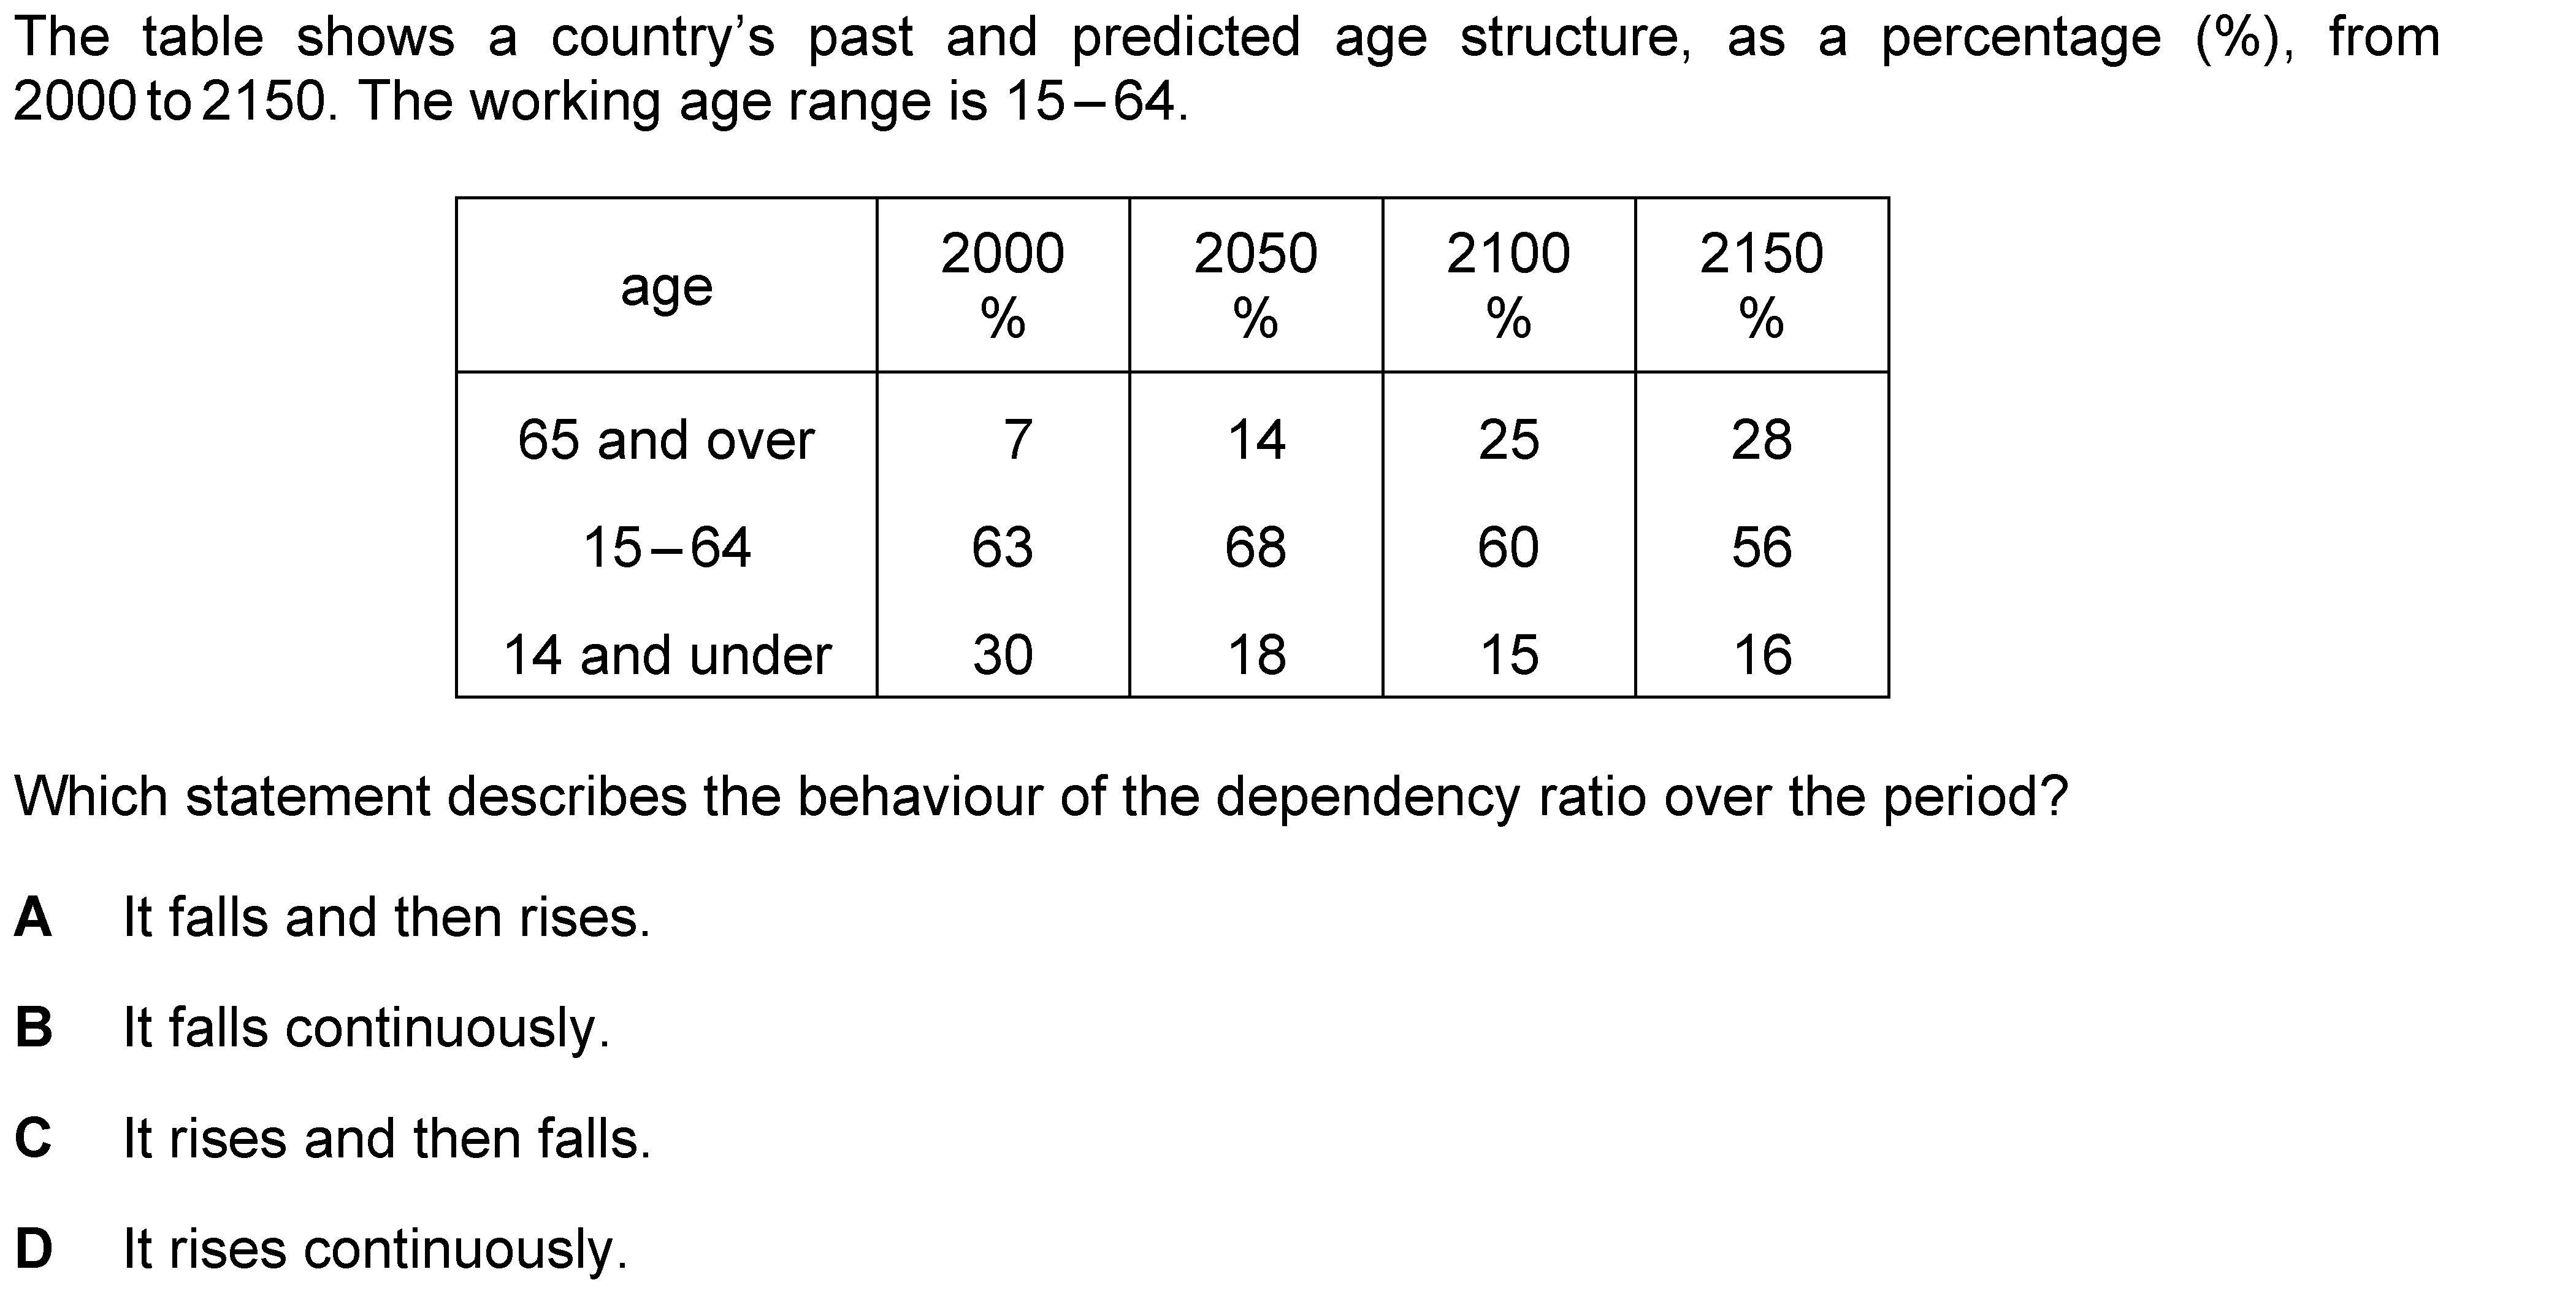 The table shows a country’s past and predicted age structure, as a percentage (%), from
2000 to 2150. The working age range is 15–64.
age 2000 % 2050 % 2100 % 2150 %
65 and over 7 14 25 28
15–64 63 68 60 56
14 and under 30 18 15 16
Which statement describes the behaviour of the dependency ratio over the period?
A It falls and then rises.
B It falls continuously.
C It rises and then falls.
D It rises continuously.